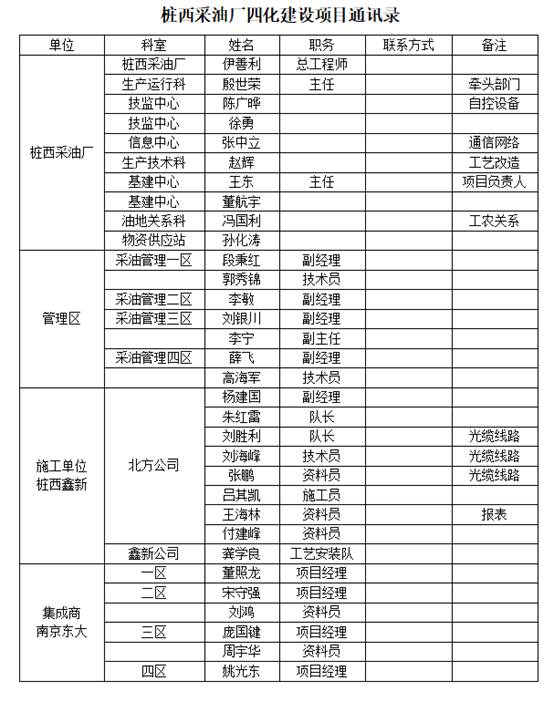 桩西采油厂四化建设项目通讯录
单位 科室 姓名 职务 联系方式 备注
桩西采油厂 桩西采油厂 伊善利 总工程师
生产运行科 殷世荣 主任 牵头部门
技监中心 陈广晔 自控设备
技监中心 徐勇
信息中心 张中立 通信网络
生产技术科 赵辉 工艺改造
基建中心 王东 主任 项目负责人
基建中心 董航宇
油地关系科 冯国利 工农关系
物资供应站 孙化涛
管理区 采油管理一区 段秉红 副经理
郭秀锦 技术员
采油管理二区 李敏 副经理
采油管理三区 刘银川 副经理
李宁 副主任
采油管理四区 薛飞 副经理
高海军 技术员
施工单位
桩西鑫新 北方公司 杨建国 副经理
朱红雷 队长
刘胜利 队长 光缆线路
刘海峰 技术员 光缆线路
张鹏 资料员 光缆线路
吕其凯 施工员
王海林 资料员 报表
付建峰 资料员
鑫新公司 龚学良 工艺安装队
集成商
南京东大 一区 董照龙 项目经理
二区 宋守强 项目经理
刘鸿 资料员
三区 庞国键 项目经理
周宇华 资料员
四区 姚光东 项目经理